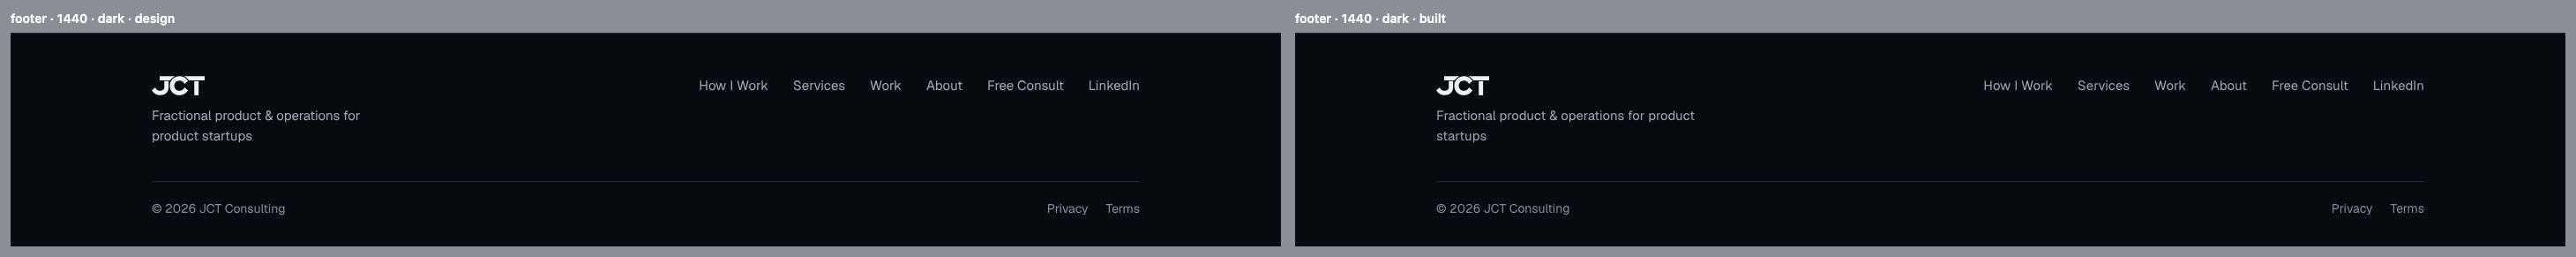 footer · 1440 · dark · design
JCT
How I Work Services Work About Free Consult LinkedIn
Fractional product & operations for
product startups
© 2026 JCT Consulting
Privacy Terms
footer · 1440 · dark · built
JCT
How I Work Services Work About Free Consult LinkedIn
Fractional product & operations for product
startups
© 2026 JCT Consulting
Privacy Terms